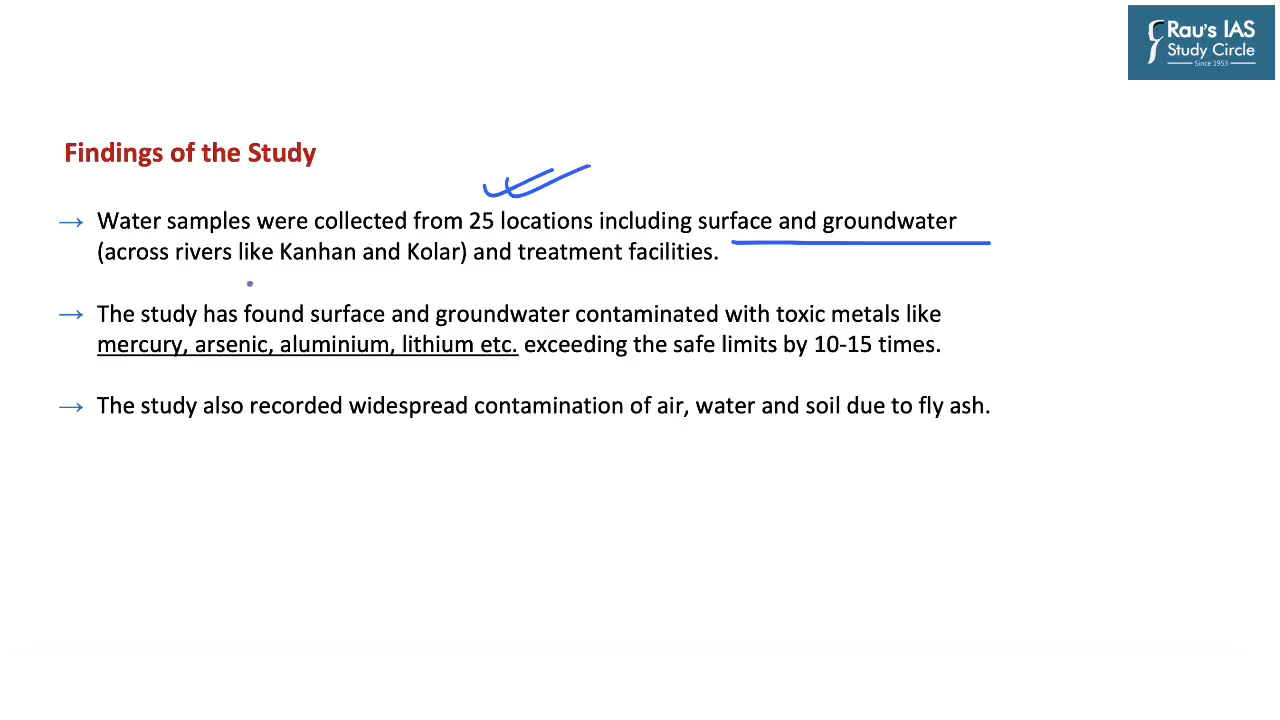 Rau's IAS
Study Circle
Since 1953
Findings of the Study
→ Water samples were collected from 25 locations including surface and groundwater
(across rivers like Kanhan and Kolar) and treatment facilities.
→ The study has found surface and groundwater contaminated with toxic metals like
mercury, arsenic, aluminium, lithium etc. exceeding the safe limits by 10-15 times.
→ The study also recorded widespread contamination of air, water and soil due to fly ash.